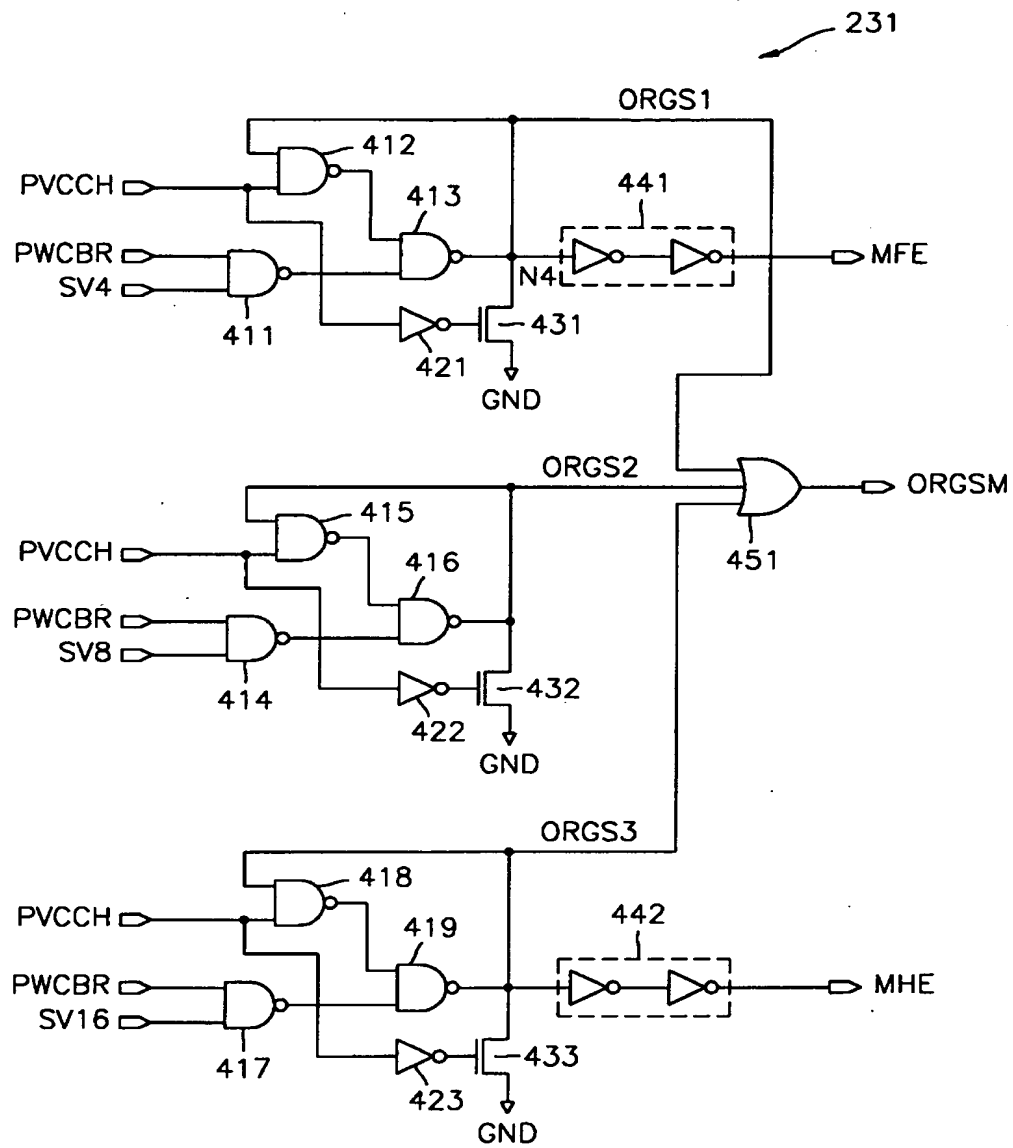 231
ORGS1
412
PVCCH
413
441
PWCBR
MFE
SV4
N4
411
421
431
GND
ORGS2
ORGSM
415
451
PVCCH
416
PWCBR
SV8
414
422
432
GND
ORGS3
418
PVCCH
419
442
PWCBR
MHE
SV16
417
423
433
GND